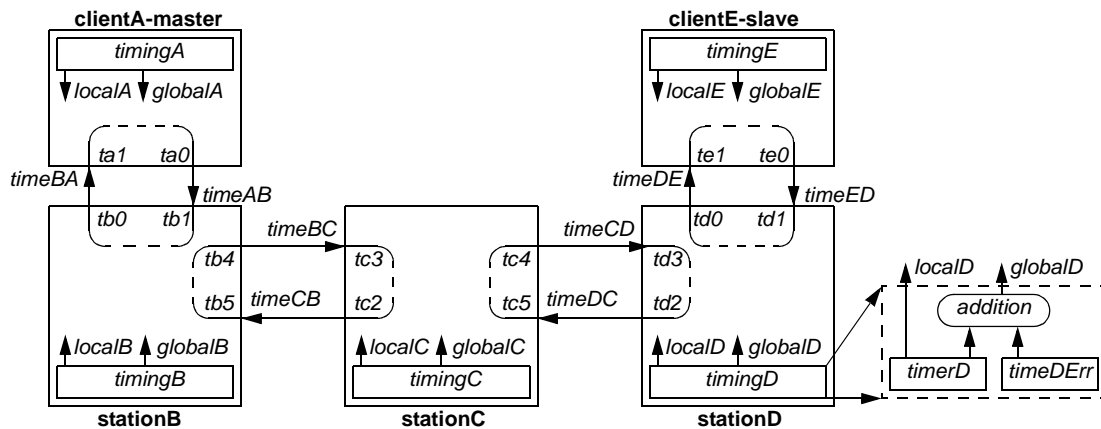 clientA-master clientE-slave
timingA timingE
localA globalA localE globalE
ta1 ta0 te1 te0
timeBA timeAB timeDE timeED
tb0 tb1 td0 td1
timeBC timeCD
tb4 tc3 tc4 td3
localD globalD
tb5 timeCB tc2 tc5 timeDC td2
addition
localB globalB localC globalC localD globalD
timingB timingC timingD timerD timeDErr
stationB stationC stationD